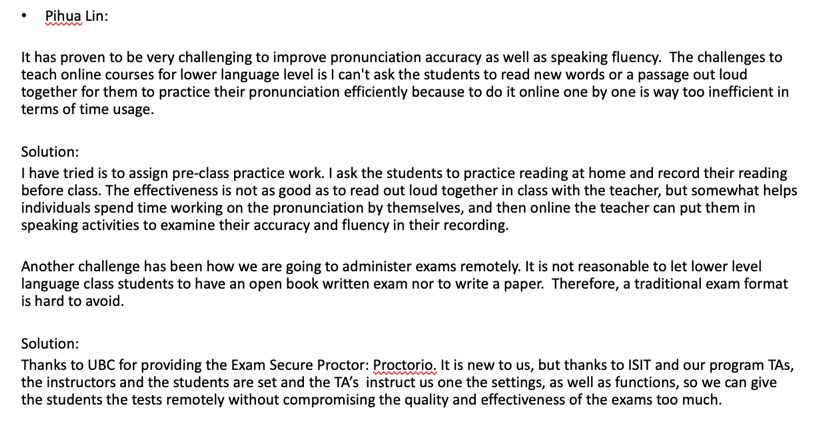 • Pihua Lin:
It has proven to be very challenging to improve pronunciation accuracy as well as speaking fluency.  The challenges to
teach online courses for lower language level is I can't ask the students to read new words or a passage out loud
together for them to practice their pronunciation efficiently because to do it online one by one is way too inefficient in
terms of time usage.
Solution:
I have tried is to assign pre-class practice work. I ask the students to practice reading at home and record their reading
before class. The effectiveness is not as good as to read out loud together in class with the teacher, but somewhat helps
individuals spend time working on the pronunciation by themselves, and then online the teacher can put them in
speaking activities to examine their accuracy and fluency in their recording.
Another challenge has been how we are going to administer exams remotely. It is not reasonable to let lower level
language class students to have an open book written exam nor to write a paper.  Therefore, a traditional exam format
is hard to avoid.
Solution:
Thanks to UBC for providing the Exam Secure Proctor: Proctorio. It is new to us, but thanks to ISIT and our program TAs,
the instructors and the students are set and the TA's  instruct us one the settings, as well as functions, so we can give
the students the tests remotely without compromising the quality and effectiveness of the exams too much.